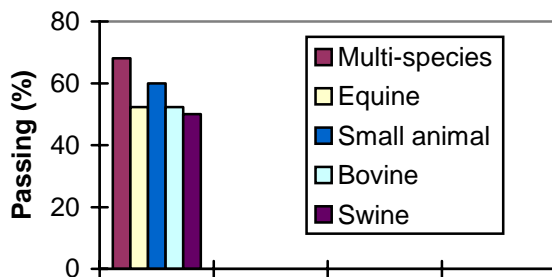 80
60
40
20
0
Passing (%)
Multi-species
Equine
Small animal
Bovine
Swine